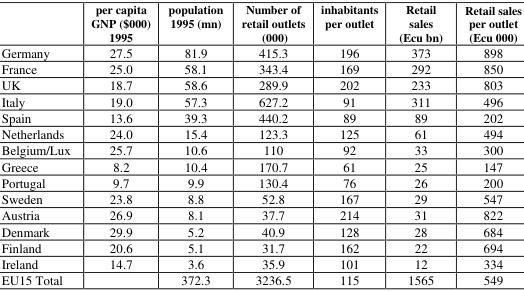 per capita GNP ($000) 1995 population 1995 (mn) Number of retail outlets (000) inhabitants per outlet Retail sales (Ecu bn) Retail sales per outlet (Ecu 000)
Germany 27.5 81.9 415.3 196 373 898
France 25.0 58.1 343.4 169 292 850
UK 18.7 58.6 289.9 202 233 803
Italy 19.0 57.3 627.2 91 311 496
Spain 13.6 39.3 440.2 89 89 202
Netherlands 24.0 15.4 123.3 125 61 494
Belgium/Lux 25.7 10.6 110 92 33 300
Greece 8.2 10.4 170.7 61 25 147
Portugal 9.7 9.9 130.4 76 26 200
Sweden 23.8 8.8 52.8 167 29 547
Austria 26.9 8.1 37.7 214 31 822
Denmark 29.9 5.2 40.9 128 28 684
Finland 20.6 5.1 31.7 162 22 694
Ireland 14.7 3.6 35.9 101 12 334
EU15 Total 372.3 3236.5 115 1565 549